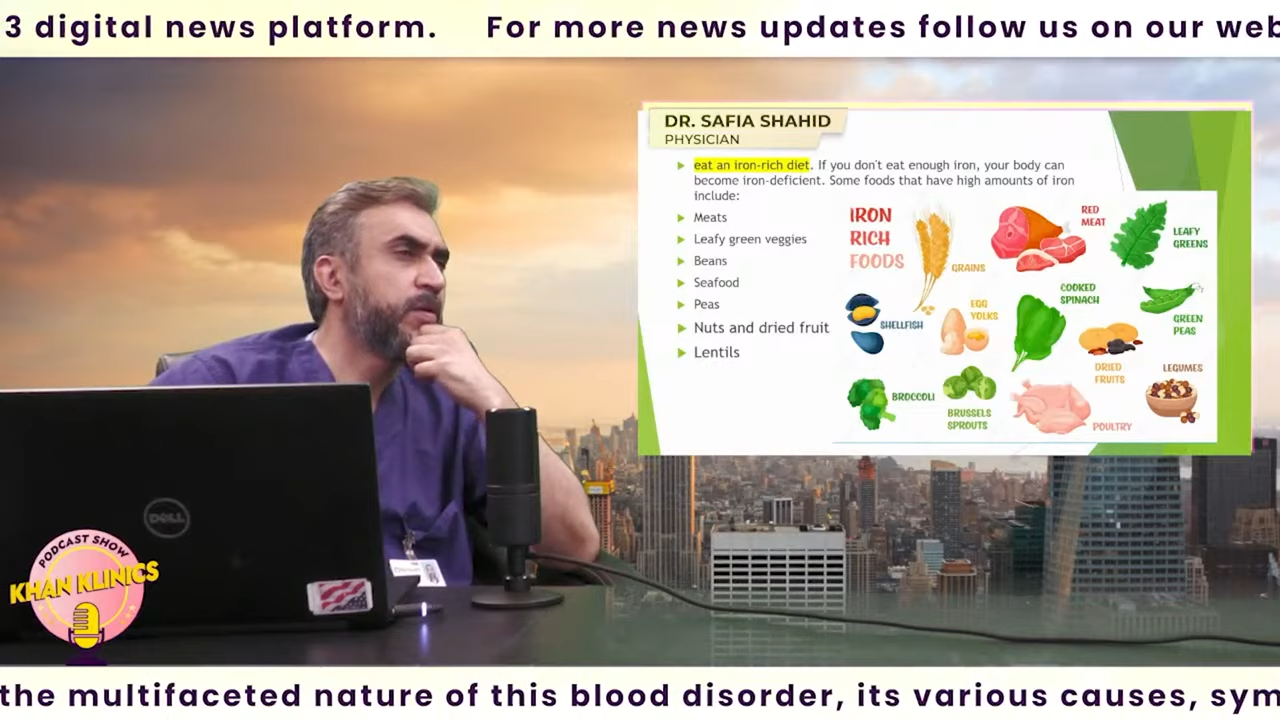 3 digital news platform. For more news updates follow us on our web
DR. SAFIA SHAHID
PHYSICIAN
eat an iron-rich diet. If you don't eat enough iron, your body can
become iron-deficient. Some foods that have high amounts of iron
include:
Meats
Leafy green veggies
Beans
Seafood
Peas
Nuts and dried fruit
Lentils
IRON
RICH
FOODS
GRAINS
RED
MEAT
LEAFY
GREENS
SHELLFISH
EGG
YOLKS
COOKED
SPINACH
GREEN
PEAS
DRIED
FRUITS
LEGUMES
BROCCOLI
BRUSSELS
SPROUTS
POULTRY
DELL
PODCAST SHOW
KHAN KLINICS
the multifaceted nature of this blood disorder, its various causes, sym